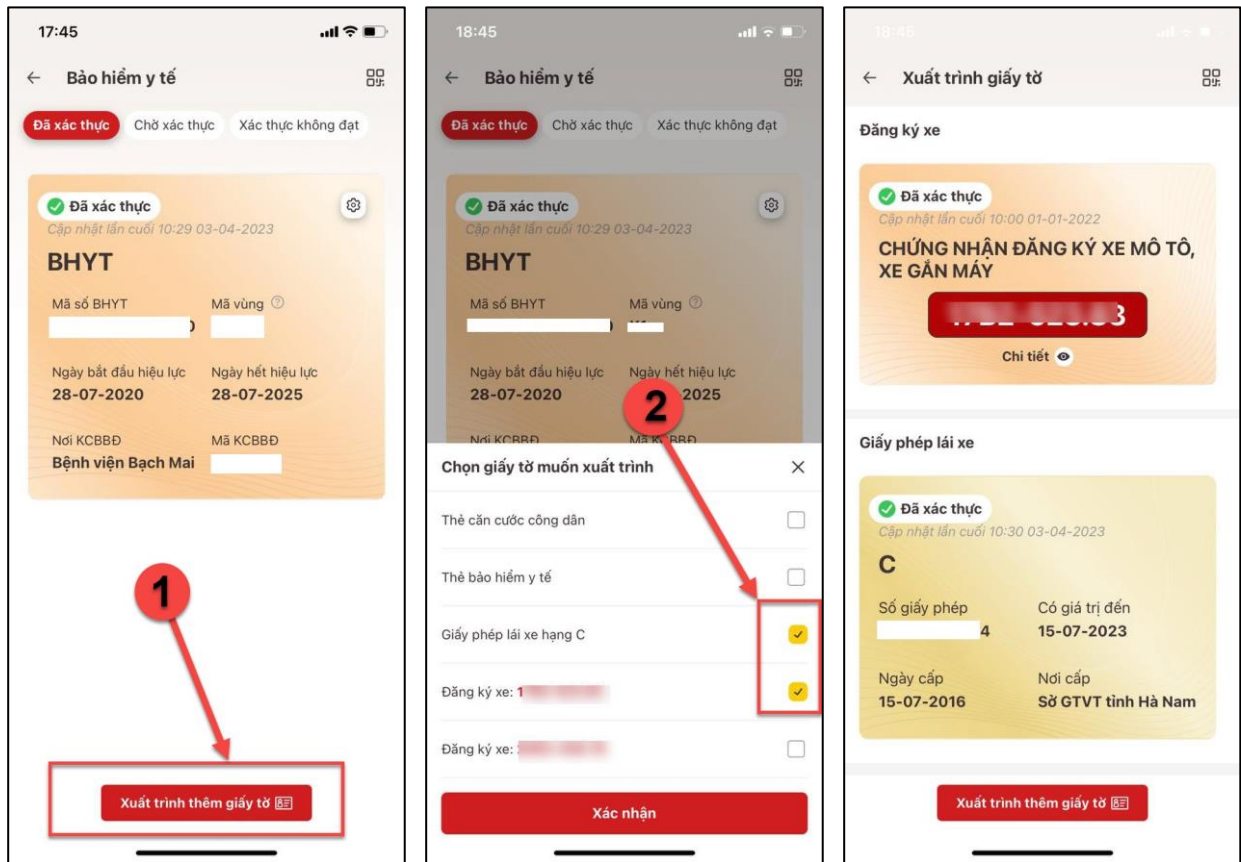 17:45
Bảo hiểm y tế
Đã xác thực Chờ xác thực Xác thực không đạt
Đã xác thực
Cập nhật lần cuối 10:29 03-04-2023
BHYT
Mã số BHYT Mã vùng
Ngày bắt đầu hiệu lực Ngày hết hiệu lực
28-07-2020 28-07-2025
Nơi KCBBĐ Mã KCBBĐ
Bệnh viện Bạch Mai
1
Xuất trình thêm giấy tờ
18:45
Bảo hiểm y tế
Đã xác thực Chờ xác thực Xác thực không đạt
Đã xác thực
Cập nhật lần cuối 10:29 03-04-2023
BHYT
Mã số BHYT Mã vùng
Ngày bắt đầu hiệu lực Ngày hết hiệu lực
28-07-2020 2025
2
Nơi KCBBĐ Mã KCBBĐ
Chọn giấy tờ muốn xuất trình
Thẻ căn cước công dân
Thẻ bảo hiểm y tế
Giấy phép lái xe hạng C
Đăng ký xe: 1
Đăng ký xe:
Xác nhận
18:46
Xuất trình giấy tờ
Đăng ký xe
Đã xác thực
Cập nhật lần cuối 10:00 01-01-2022
CHỨNG NHẬN ĐĂNG KÝ XE MÔ TÔ,
XE GẮN MÁY
Chi tiết
Giấy phép lái xe
Đã xác thực
Cập nhật lần cuối 10:30 03-04-2023
C
Số giấy phép Có giá trị đến
4 15-07-2023
Ngày cấp Nơi cấp
15-07-2016 Sở GTVT tỉnh Hà Nam
Xuất trình thêm giấy tờ